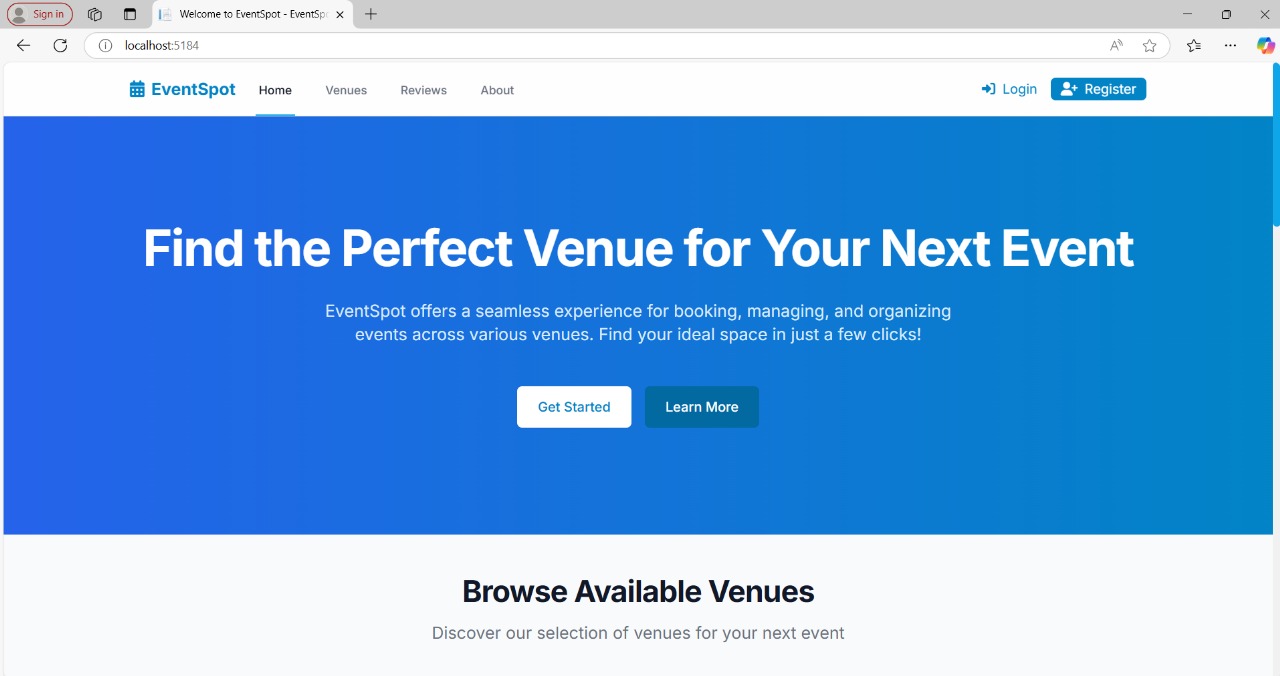 Sign in
Welcome to EventSpot - EventSp
localhost:5184
EventSpot Home Venues Reviews About Login Register
Find the Perfect Venue for Your Next Event
EventSpot offers a seamless experience for booking, managing, and organizing
events across various venues. Find your ideal space in just a few clicks!
Get Started Learn More
Browse Available Venues
Discover our selection of venues for your next event